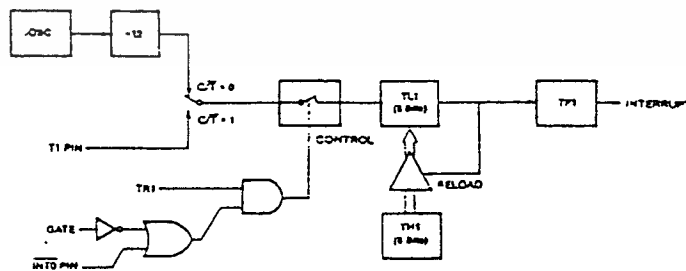 OSC
÷12
C/T̅ = 0
C/T̅ = 1
T1 PIN
TL1
(8 Bits)
TF1
INTERRUPT
CONTROL
TR1
RELOAD
GATE
TH1
(8 Bits)
I̅N̅T̅0̅ PIN